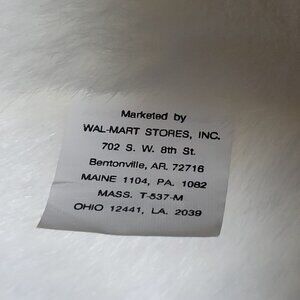 Marketed by
WAL-MART STORES, INC.
702 S. W. 8th St.
Bentonville, AR. 72716
MAINE 1104, PA. 1082
MASS. T-537-M
OHIO 12441, LA. 2039